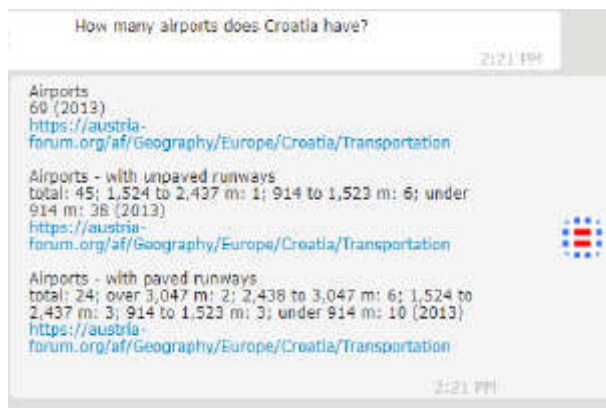 How many airports does Croatia have?
2:21 PM
Airports
69 (2013)
https://austria-
forum.org/af/Geography/Europe/Croatia/Transportation
Airports - with unpaved runways
total: 45; 1,524 to 2,437 m: 1; 914 to 1,523 m: 6; under
914 m: 38 (2013)
https://austria-
forum.org/af/Geography/Europe/Croatia/Transportation
Airports - with paved runways
total: 24; over 3,047 m: 2; 2,438 to 3,047 m: 6; 1,524 to
2,437 m: 3; 914 to 1,523 m: 3; under 914 m: 10 (2013)
https://austria-
forum.org/af/Geography/Europe/Croatia/Transportation
2:21 PM